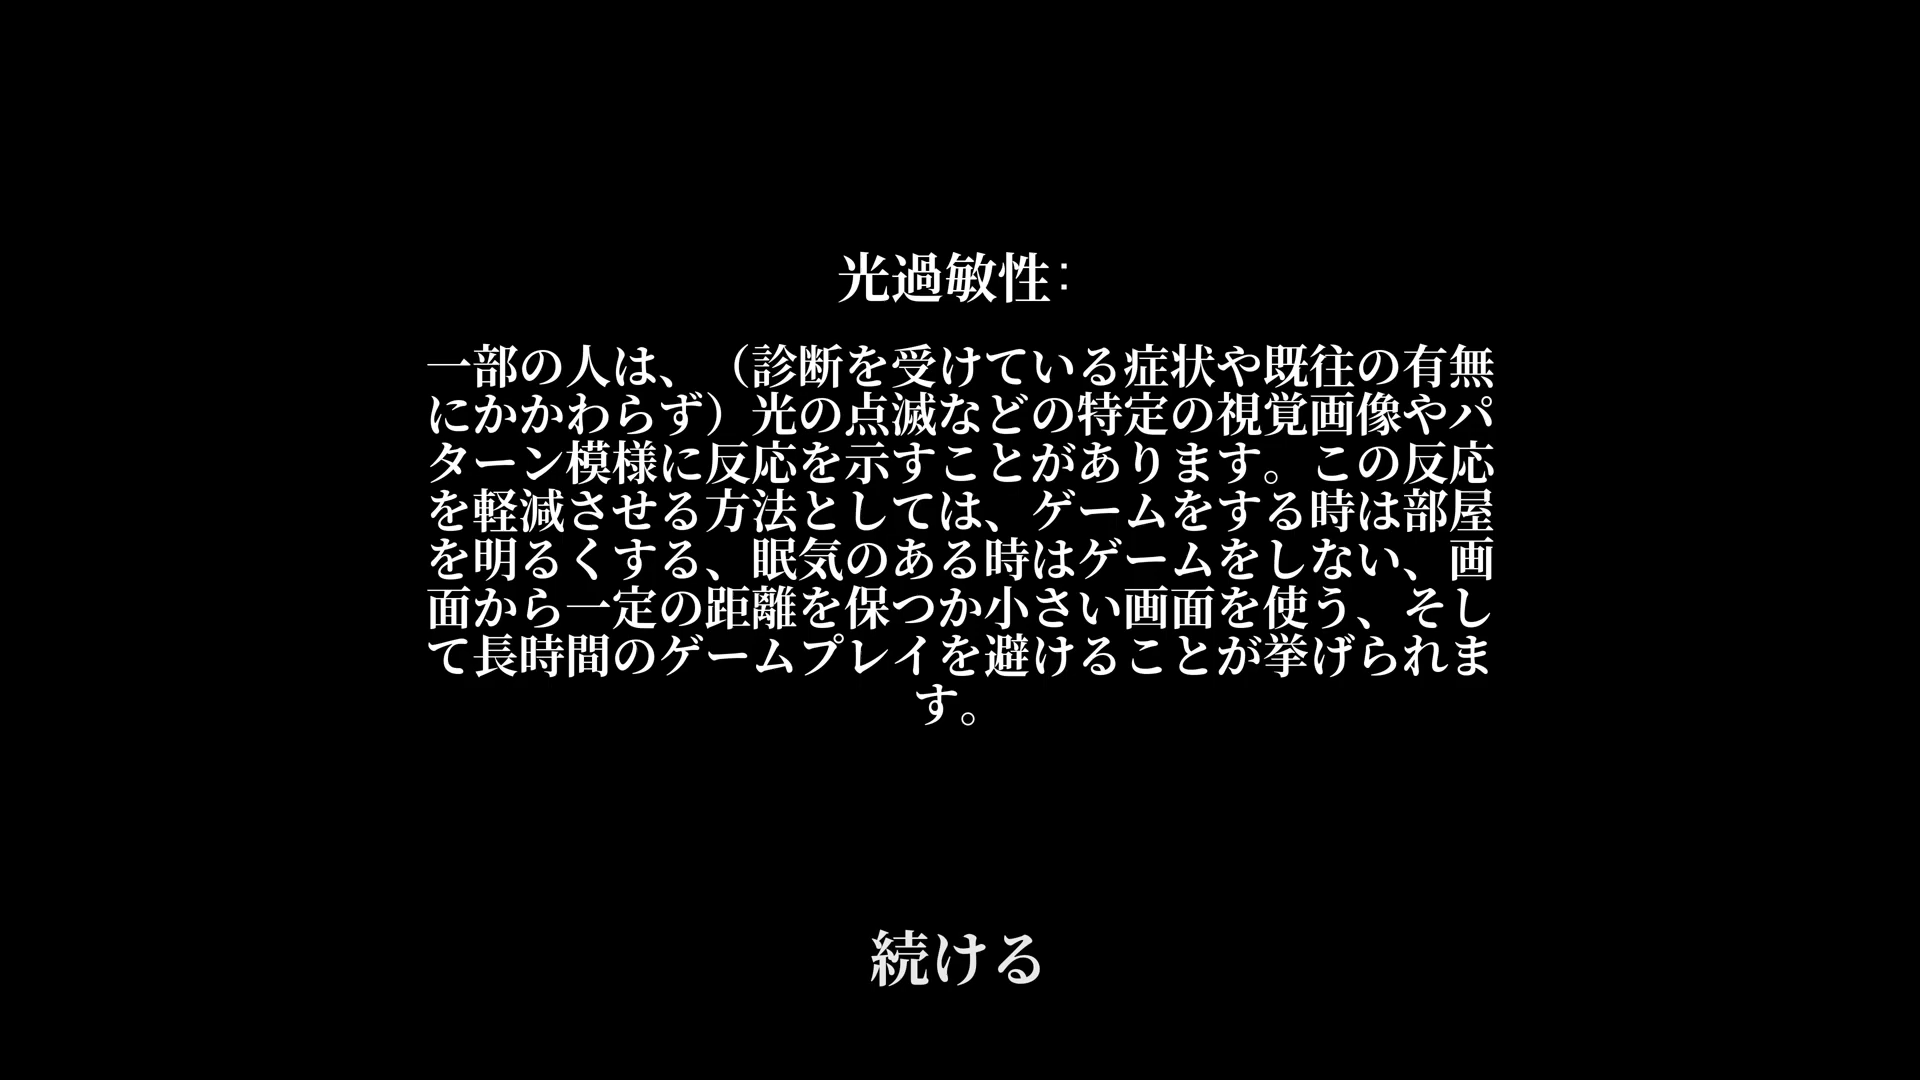 光過敏性:
一部の人は、（診断を受けている症状や既往の有無
にかかわらず）光の点滅などの特定の視覚画像やパ
ターン模様に反応を示すことがあります。この反応
を軽減させる方法としては、ゲームをする時は部屋
を明るくする、眠気のある時はゲームをしない、画
面から一定の距離を保つか小さい画面を使う、そし
て長時間のゲームプレイを避けることが挙げられま
す。
続ける